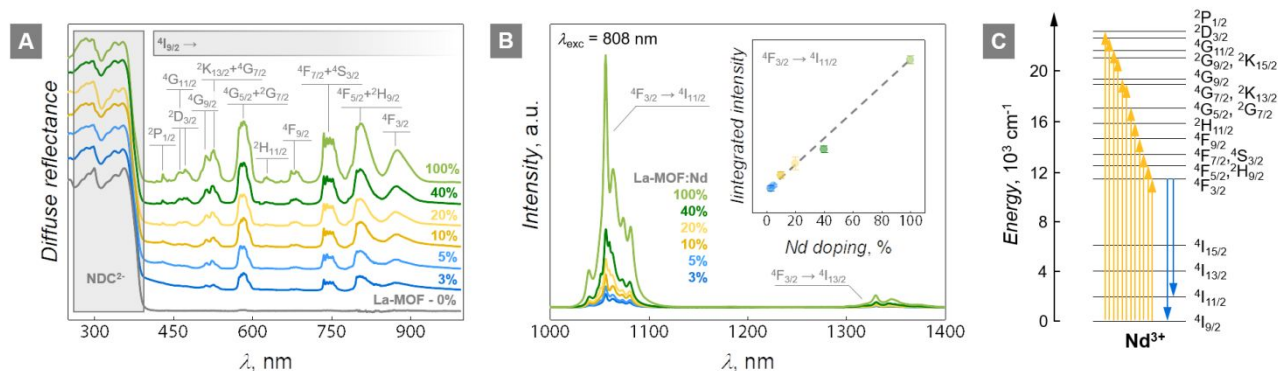 A
⁴I₉/₂ →
²K₁₃/₂+⁴G₇/₂
⁴G₁₁/₂
²D₃/₂
⁴G₉/₂
⁴G₅/₂+²G₇/₂
⁴F₇/₂+⁴S₃/₂
⁴F₅/₂+²H₉/₂
²P₁/₂
²H₁₁/₂
⁴F₉/₂
⁴F₃/₂
100%
40%
20%
10%
5%
3%
La-MOF - 0%
NDC²⁻
Diffuse reflectance
300 450 600 750 900
λ, nm
B
λexc = 808 nm
⁴F₃/₂ → ⁴I₁₁/₂
La-MOF:Nd
100%
40%
20%
10%
5%
3%
⁴F₃/₂ → ⁴I₁₃/₂
Intensity, a.u.
1000 1100 1200 1300 1400
λ, nm
⁴F₃/₂ → ⁴I₁₁/₂
Iintegrated intensity
0 20 40 60 80 100
Nd doping, %
C
Energy, 10³ cm⁻¹
20
16
12
8
4
0
²P₁/₂
²D₃/₂
⁴G₁₁/₂
²G₉/₂, ²K₁₅/₂
⁴G₉/₂
⁴G₇/₂, ²K₁₃/₂
⁴G₅/₂, ²G₇/₂
²H₁₁/₂
⁴F₉/₂
⁴F₇/₂,⁴S₃/₂
⁴F₅/₂,²H₉/₂
⁴F₃/₂
⁴I₁₅/₂
⁴I₁₃/₂
⁴I₁₁/₂
⁴I₉/₂
Nd³⁺